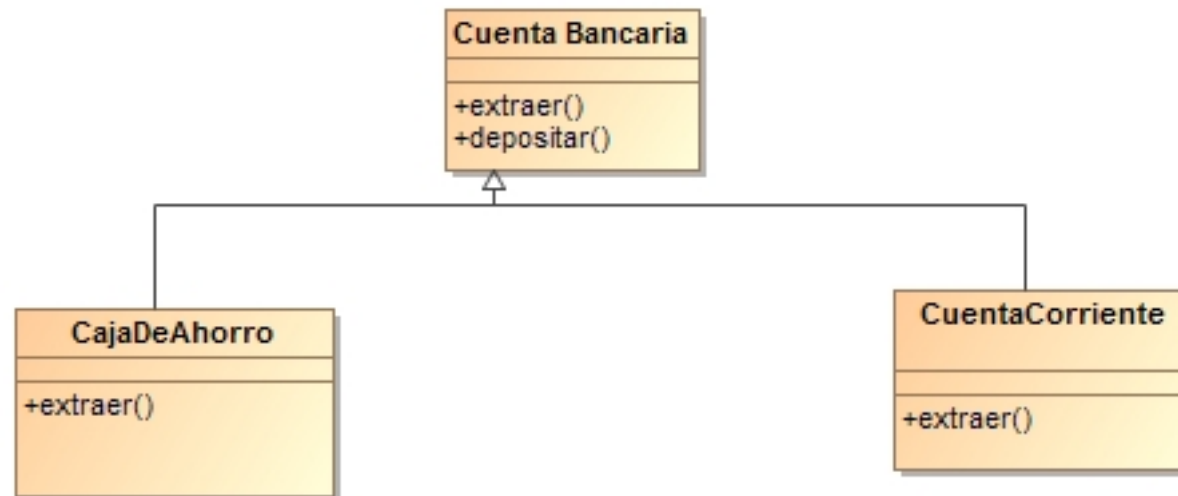 Cuenta Bancaria
+extraer()
+depositar()
CajaDeAhorro
+extraer()
CuentaCorriente
+extraer()